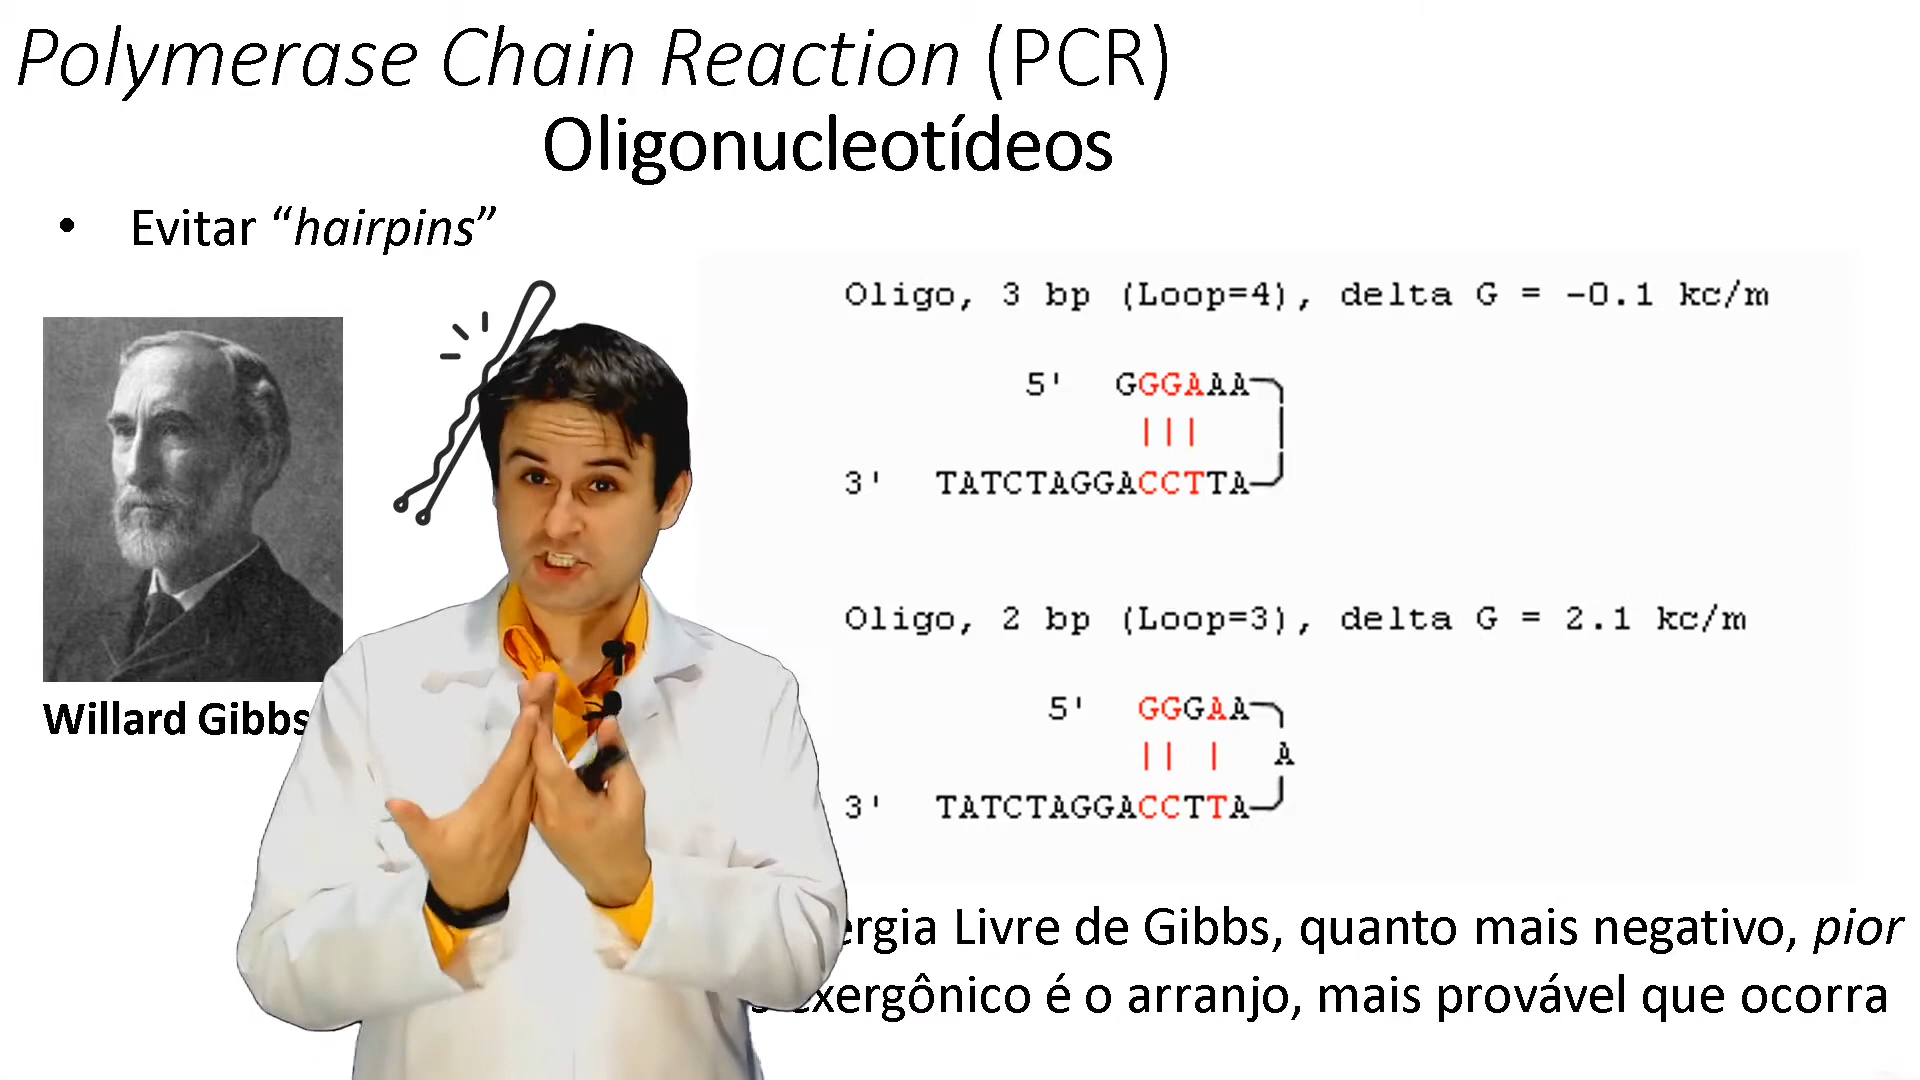 Polymerase Chain Reaction (PCR)
Oligonucleotídeos
• Evitar “hairpins”
Willard Gibbs
Oligo, 3 bp (Loop=4), delta G = -0.1 kc/m
5' GGGAAA
3' TATCTAGGACCTTA
Oligo, 2 bp (Loop=3), delta G = 2.1 kc/m
5' GGGAA
A
3' TATCTAGGACCTTA
Livre de Gibbs, quanto mais negativo, pior
exergônico é o arranjo, mais provável que ocorra